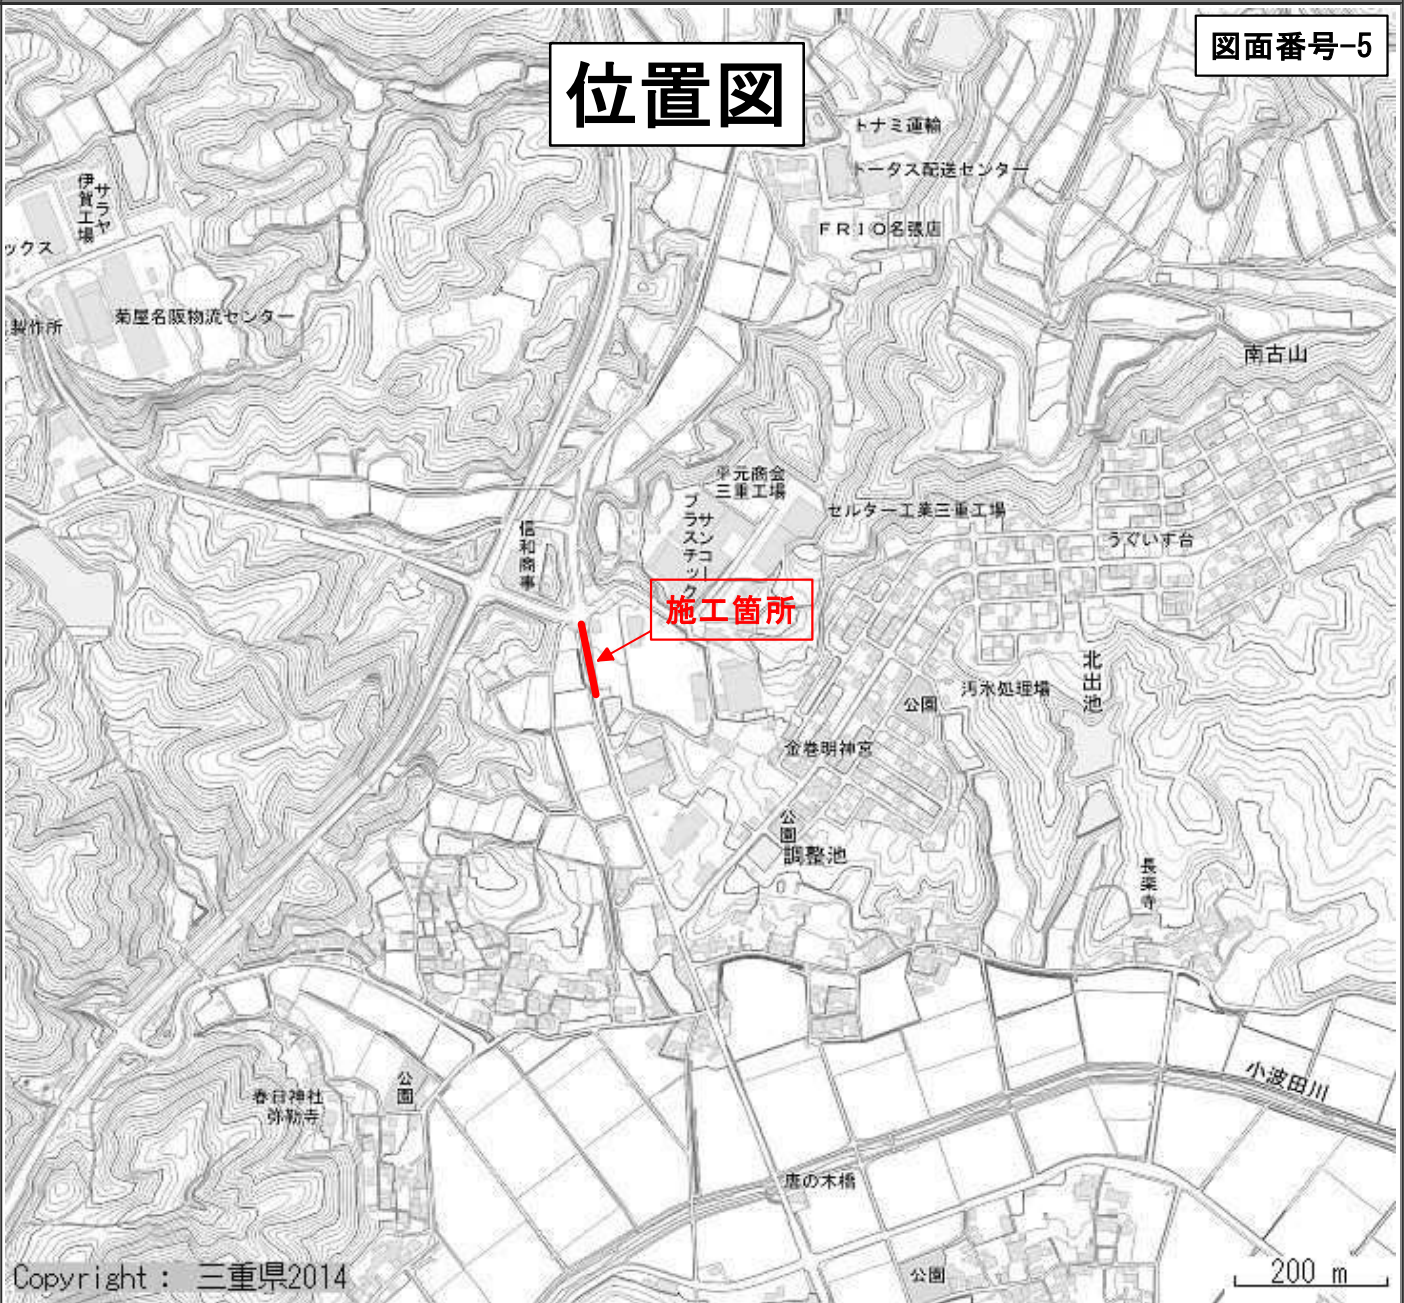 図面番号-5
位置図
トナミ運輸
トータス配送センター
FRIO名張店
サラヤ
伊賀工場
ックス
菊屋名阪物流センター
製作所
南古山
平元商会
三重工場
サンコー
プラスチック
セルター工業三重工場
うぐいす台
信和商事
施工箇所
北出池
汚水処理場
公園
金巻明神宮
公園
調整池
長楽寺
小波田川
春日神社
弥勒寺
公園
唐の木橋
公園
Copyright : 三重県2014
200 m